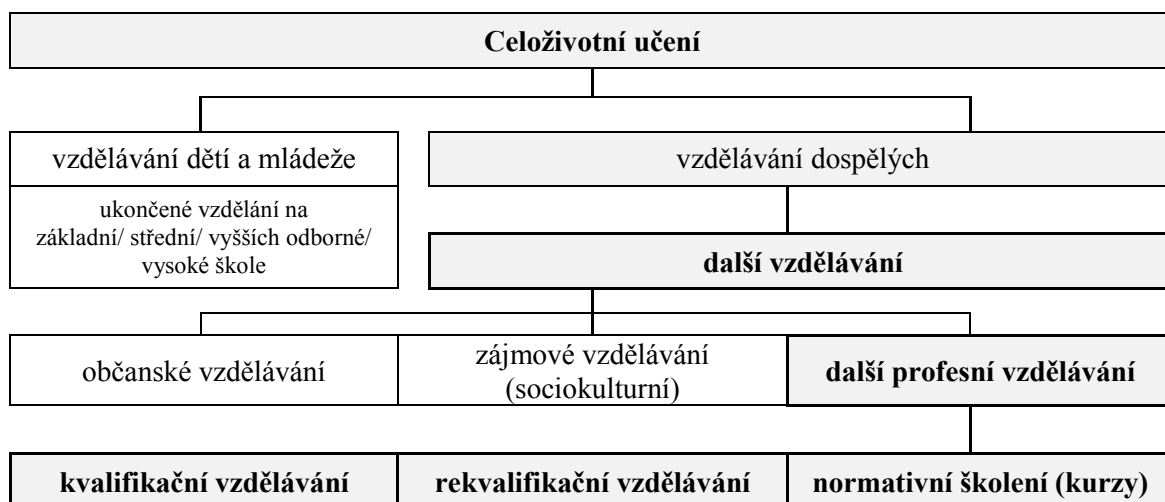 Celoživotní učení
vzdělávání dětí a mládeže
vzdělávání dospělých
ukončené vzdělání na
základní/ střední/ vyšších odborné/
vysoké škole
další vzdělávání
občanské vzdělávání
zájmové vzdělávání
(sociokulturní)
další profesní vzdělávání
kvalifikační vzdělávání
rekvalifikační vzdělávání
normativní školení (kurzy)